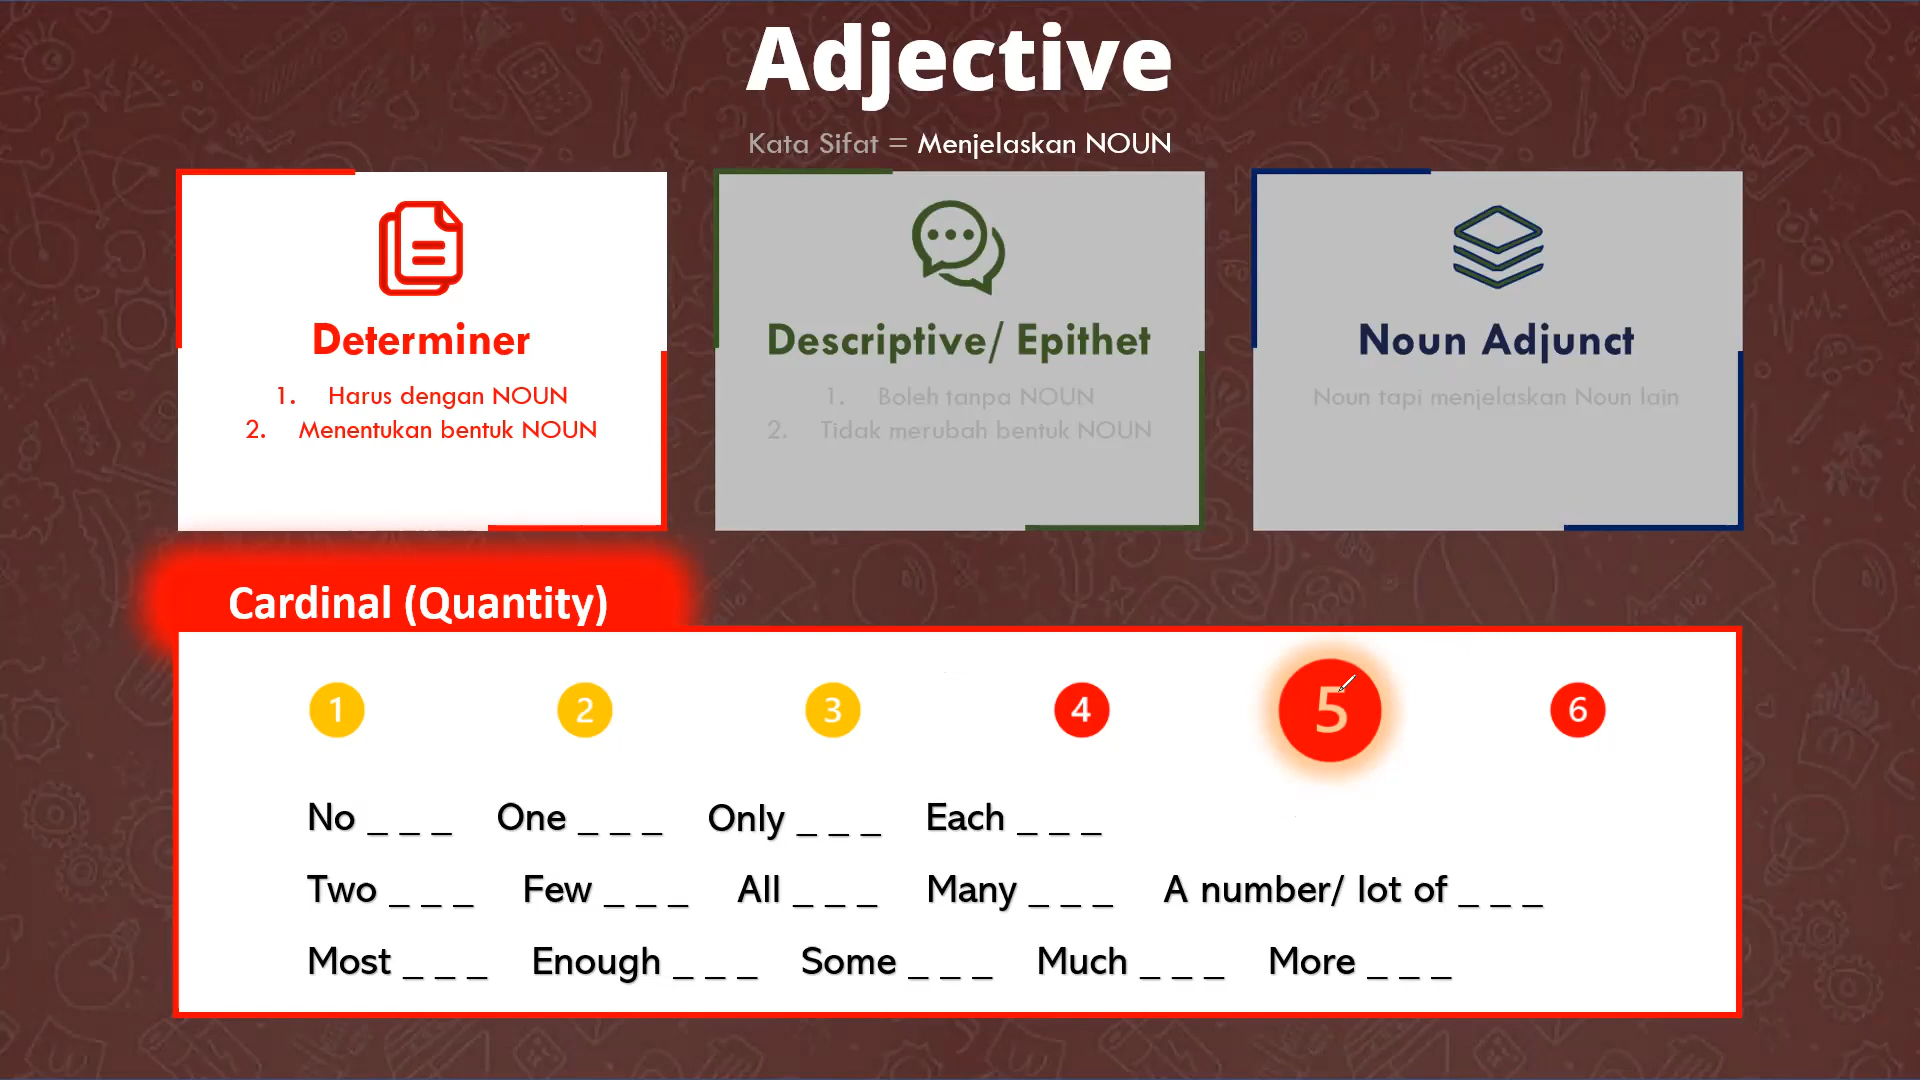 Adjective
Kata Sifat = Menjelaskan NOUN
Determiner
1. Harus dengan NOUN
2. Menentukan bentuk NOUN
Descriptive/ Epithet
1. Boleh tanpa NOUN
2. Tidak merubah bentuk NOUN
Noun Adjunct
Noun tapi menjelaskan Noun lain
Cardinal (Quantity)
1 2 3 4 5 6
No _ _ _ One _ _ _ Only _ _ _ Each _ _ _
Two _ _ _ Few _ _ _ All _ _ _ Many _ _ _ A number/ lot of _ _ _
Most _ _ _ Enough _ _ _ Some _ _ _ Much _ _ _ More _ _ _